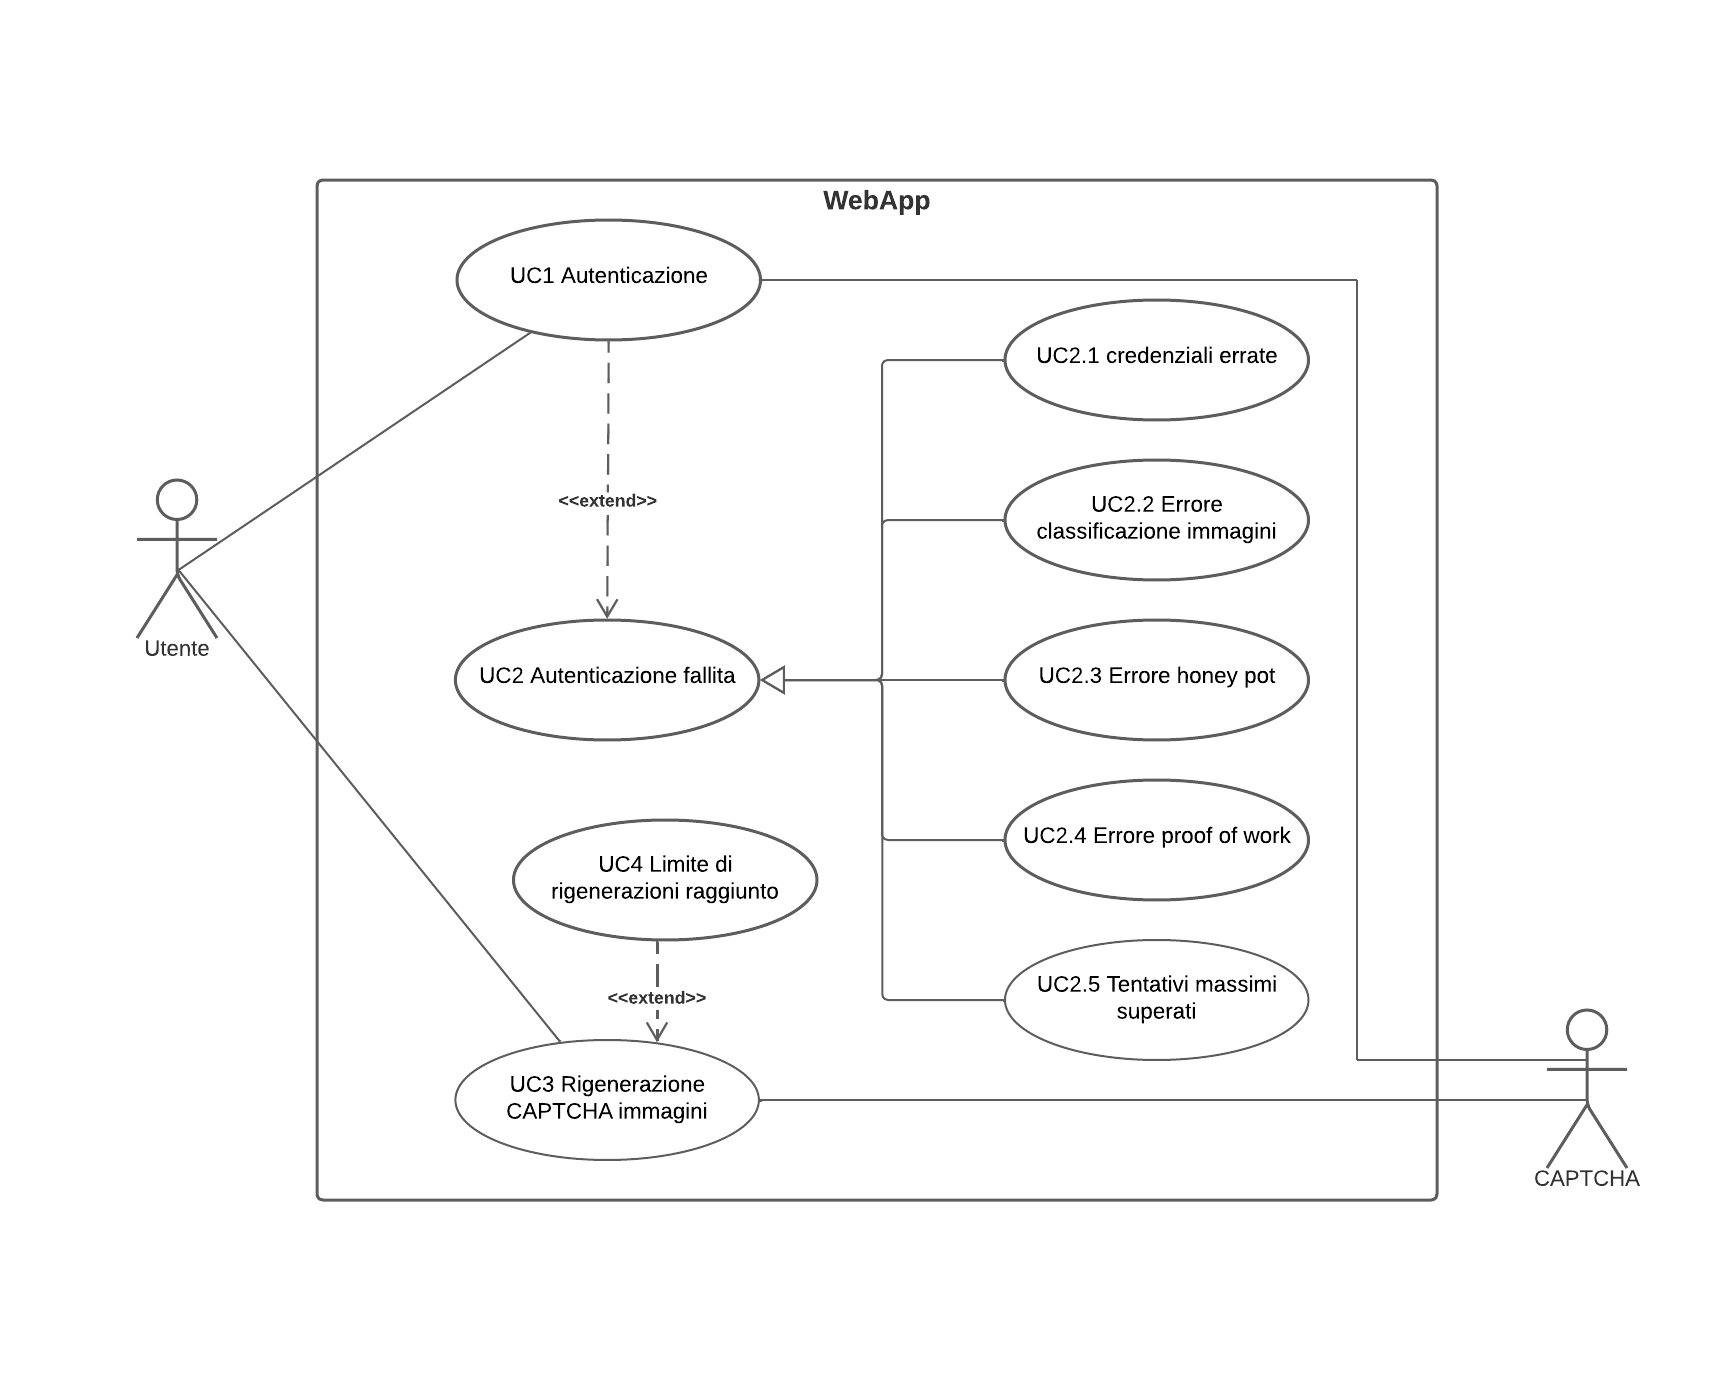 WebApp
UC1 Autenticazione
UC2.1 credenziali errate
<<extend>>
UC2.2 Errore
classificazione immagini
Utente
UC2 Autenticazione fallita
UC2.3 Errore honey pot
UC4 Limite di
rigenerazioni raggiunto
UC2.4 Errore proof of work
<<extend>>
UC2.5 Tentativi massimi
superati
UC3 Rigenerazione
CAPTCHA immagini
CAPTCHA